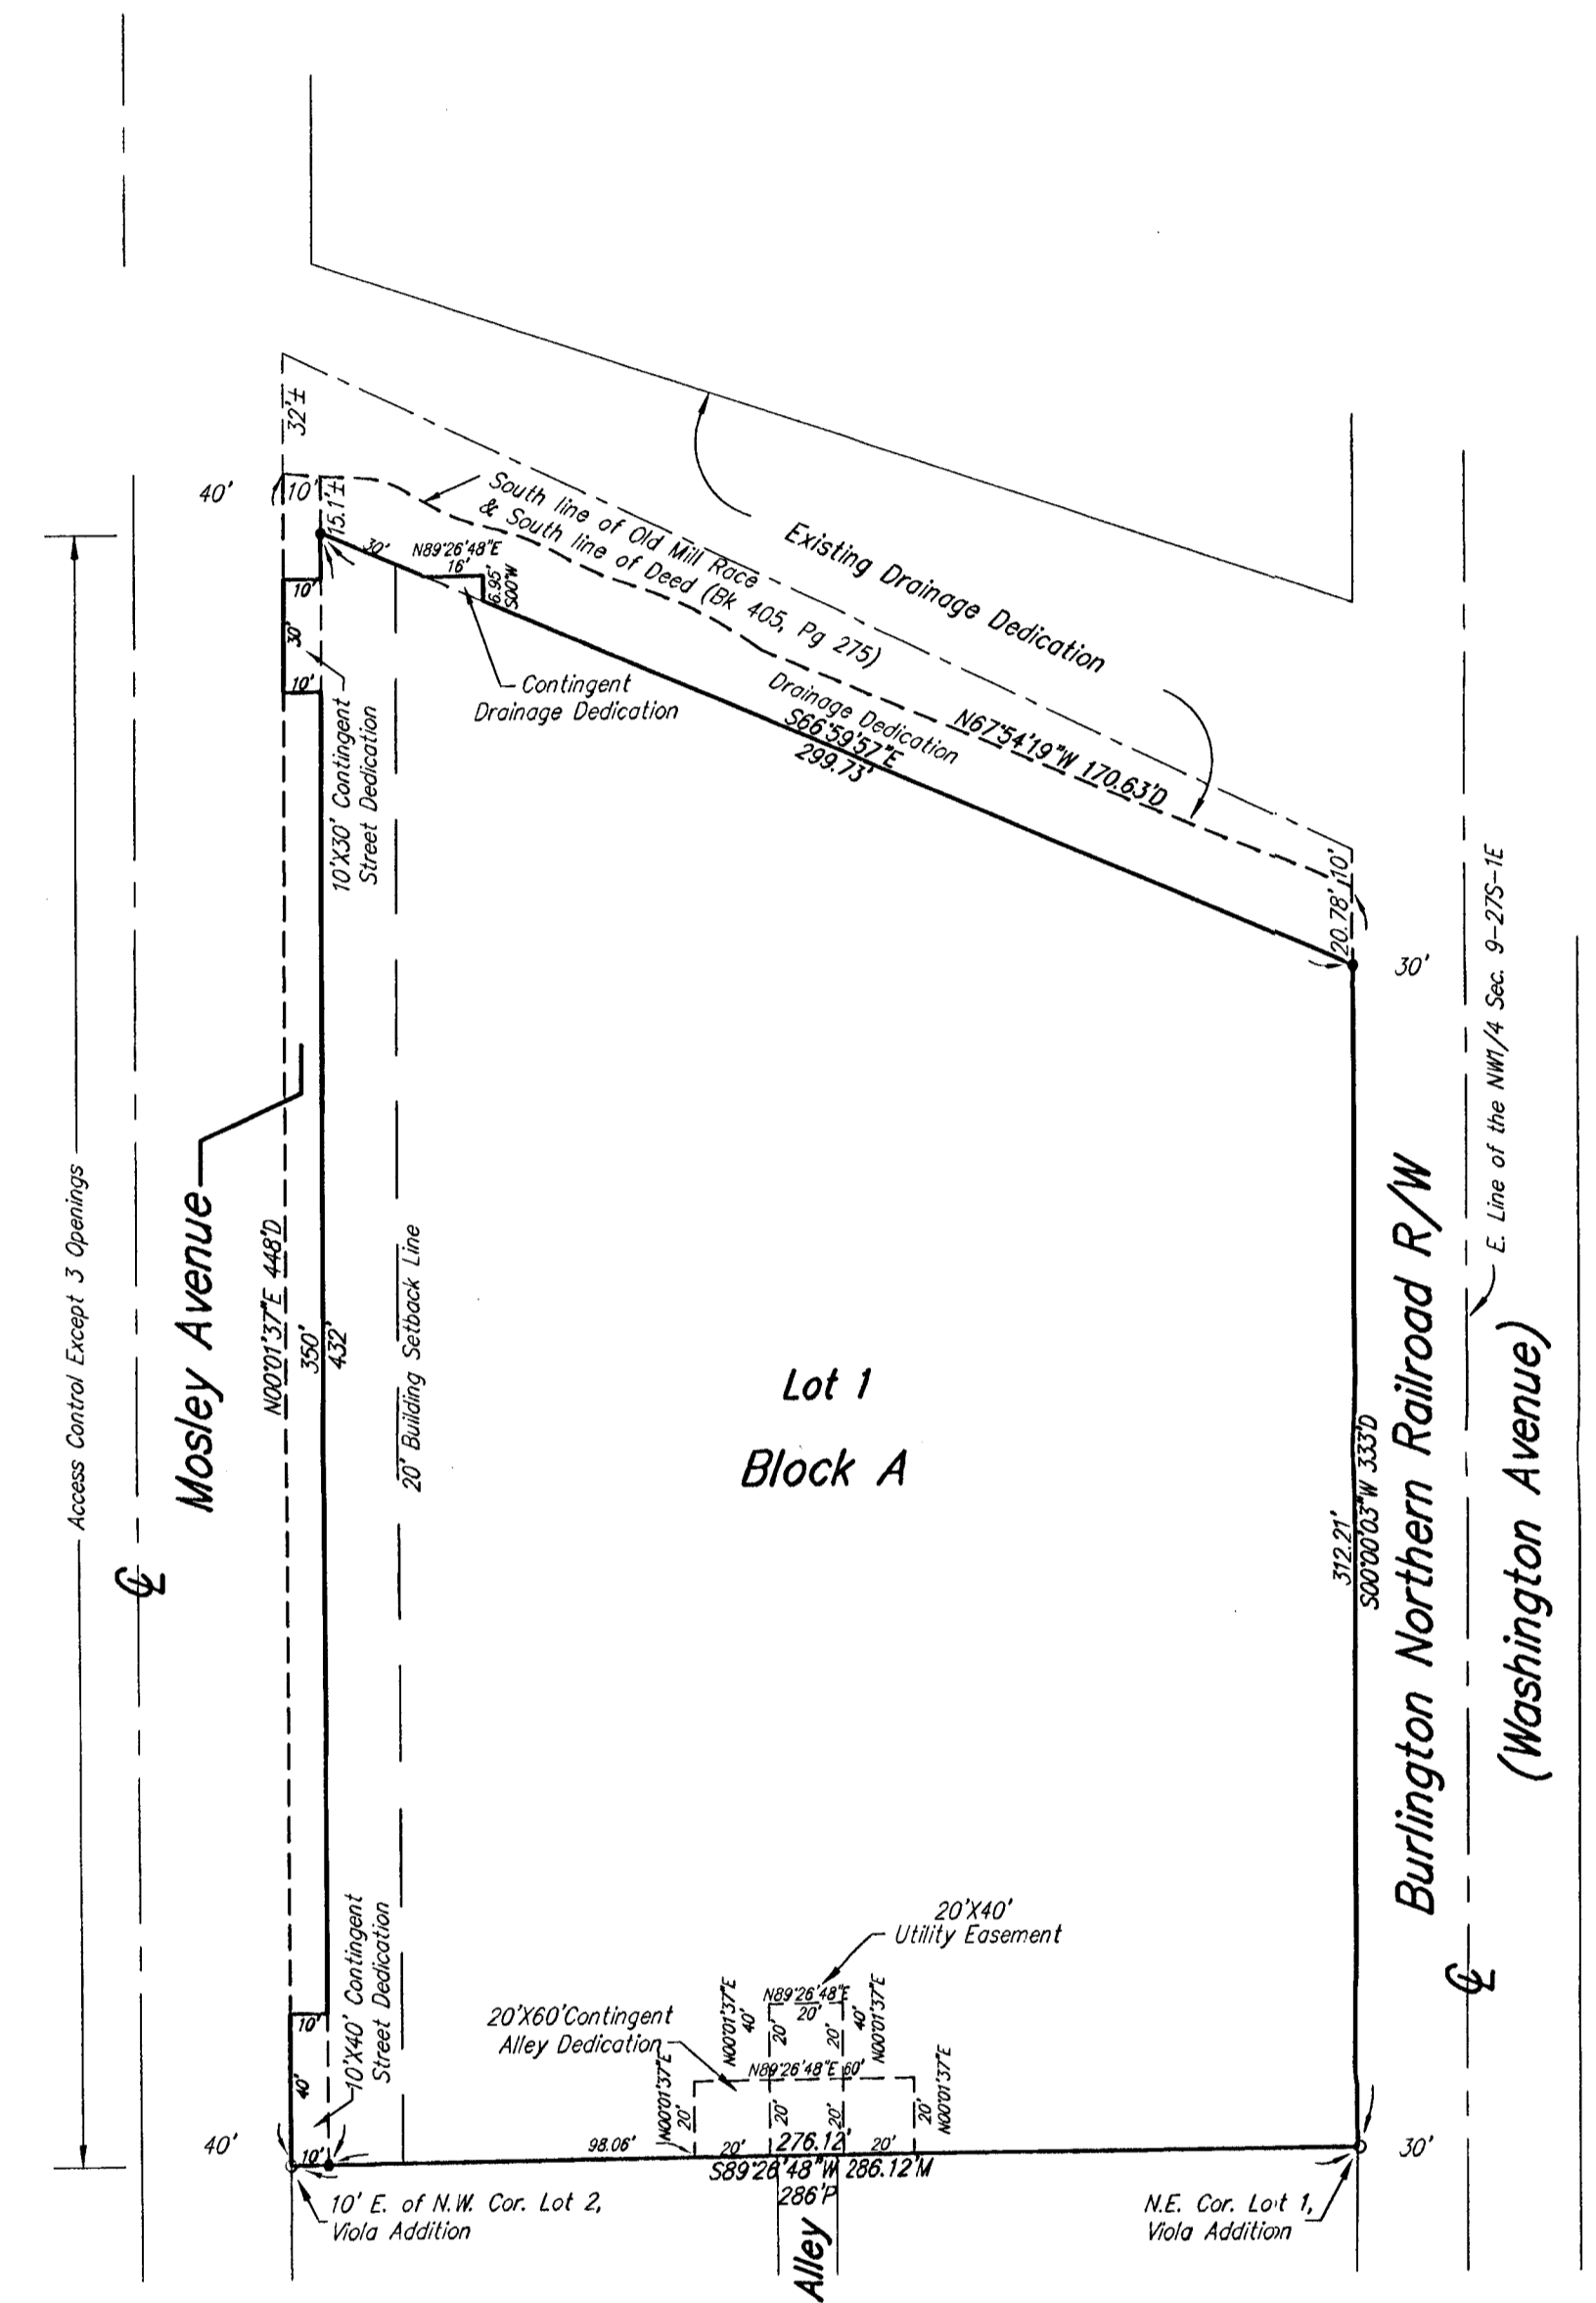 32'±
40'
10'
15.1'±
South line of Old Mill Race
& South line of Deed (Bk 405, Pg 275)
Existing Drainage Dedication
30'
N89°26'48"E
16'
6.95'
S00°W
10'
30'
10'
Contingent
Drainage Dedication
Drainage Dedication
S66°59'57"E
299.73'
N67°54'19"W 170.63'D
10'X30' Contingent
Street Dedication
10'
20.78'
30'
E. Line of the NW1/4 Sec. 9-27S-1E
Access Control Except 3 Openings
Mosley Avenue
N00°01'37"E 448'D
350'
432'
20' Building Setback Line
Lot 1
Block A
312.21'
S00°00'03"W 333'D
Burlington Northern Railroad R/W
(Washington Avenue)
℄
℄
20'X40'
Utility Easement
N89°26'48"E
20'
N00°01'37"E
40'
20'
20'
40'
N00°01'37"E
20'X60' Contingent
Alley Dedication
N89°26'48"E 60'
N00°01'37"E
20'
20'
20'
20'
N00°01'37"E
10'
40'
10'X40' Contingent
Street Dedication
40'
10'
98.06'
20'
276.12'
20'
30'
S89°26'48"W 286.12'M
286'P
Alley
10' E. of N.W. Cor. Lot 2,
Viola Addition
N.E. Cor. Lot 1,
Viola Addition